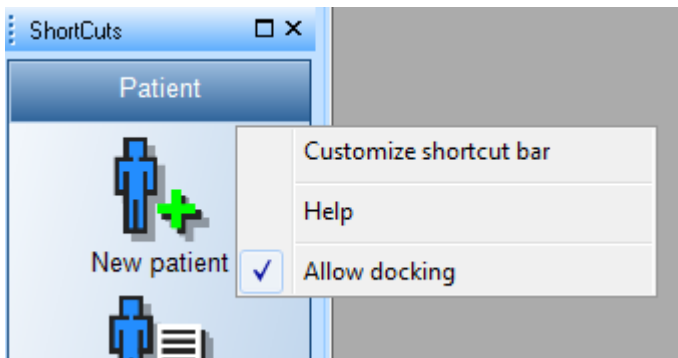 ShortCuts
Patient
Customize shortcut bar
Help
New patient
Allow docking